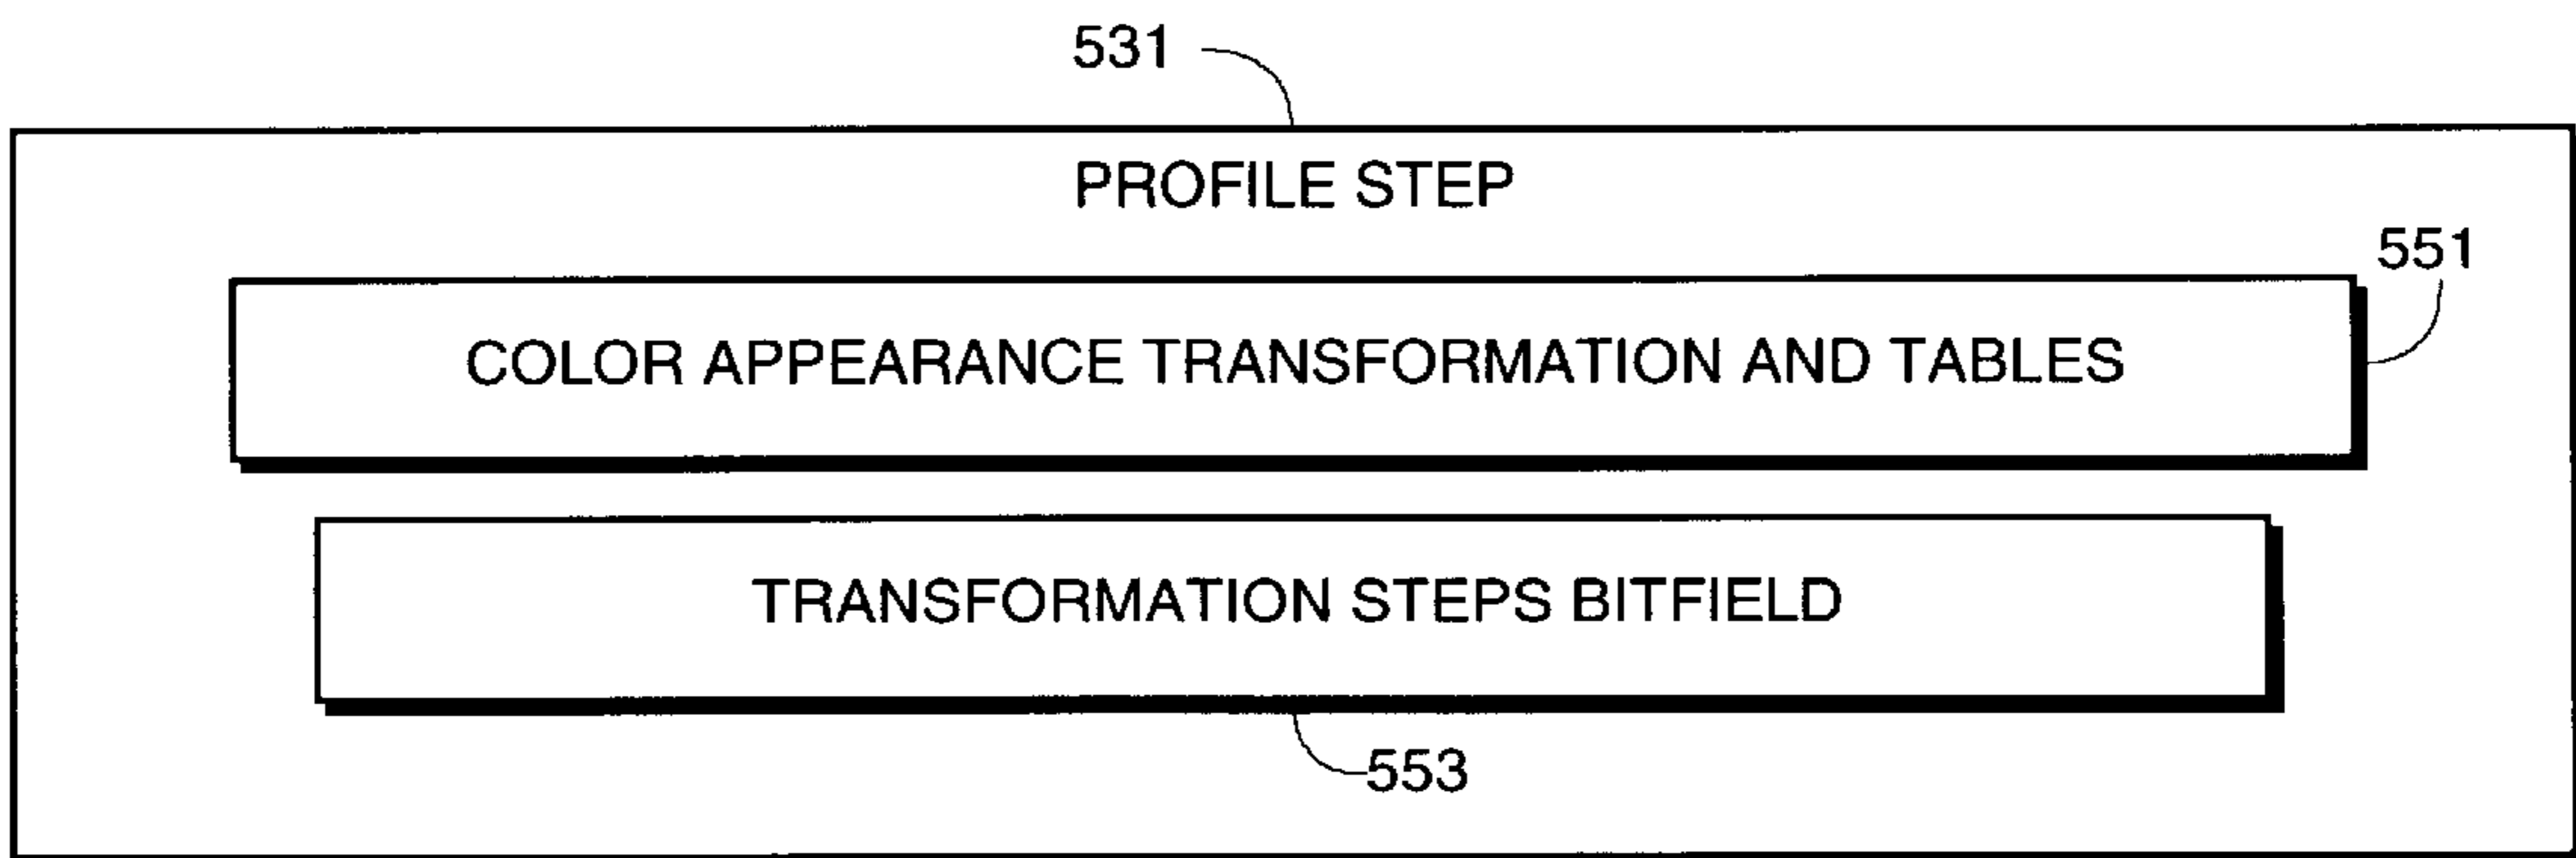 531
PROFILE STEP
551
COLOR APPEARANCE TRANSFORMATION AND TABLES
TRANSFORMATION STEPS BITFIELD
553